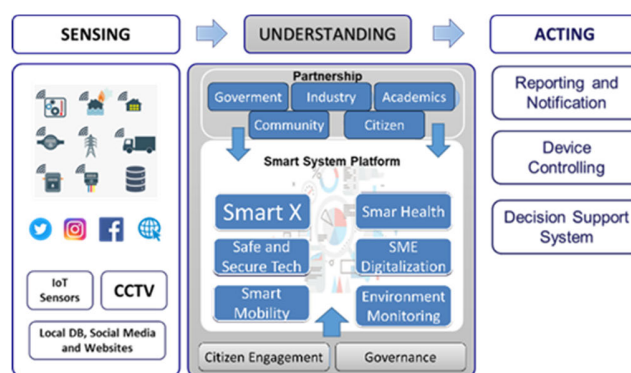 SENSING
UNDERSTANDING
ACTING
IoT
Sensors
CCTV
Local DB, Social Media
and Websites
Partnership
Goverment
Industry
Academics
Community
Citizen
Smart System Platform
Smart X
Smar Health
Safe and
Secure Tech
SME
Digitalization
Smart
Mobility
Environment
Monitoring
Citizen Engagement
Governance
Reporting and
Notification
Device
Controlling
Decision Support
System